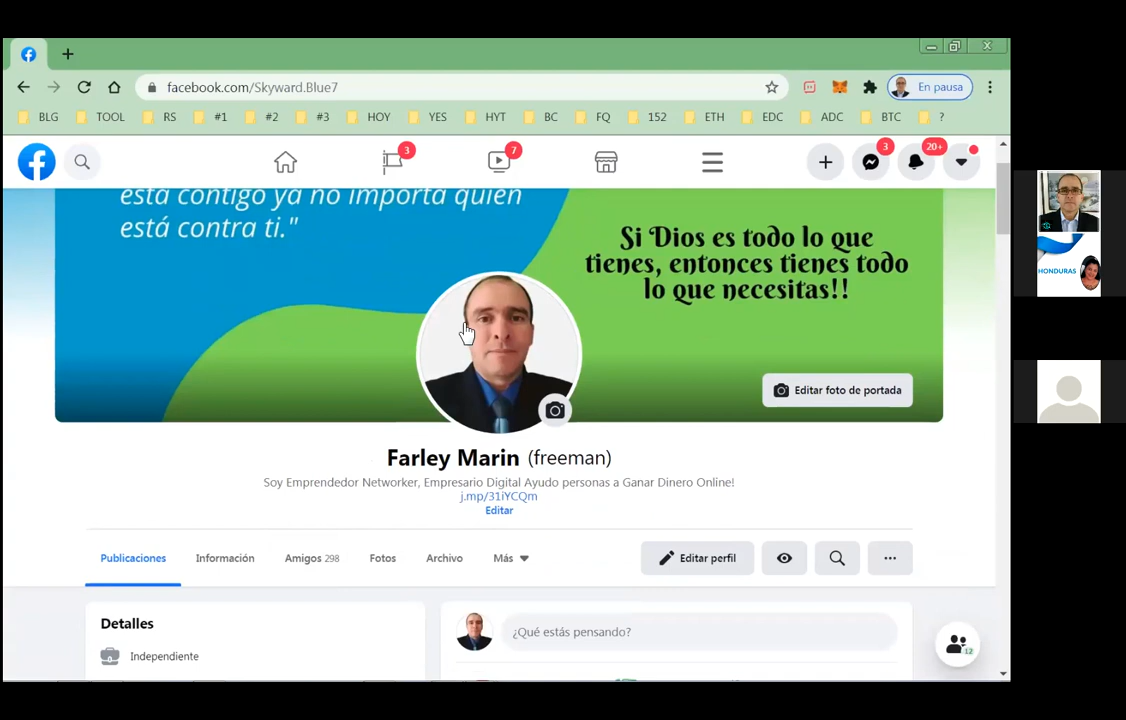 facebook.com/Skyward.Blue7
En pausa
BLG TOOL RS #1 #2 #3 HOY YES HYT BC FQ 152 ETH EDC ADC BTC ?
3 7 3 20+
está contigo ya no importa quien
está contra ti."
Si Dios es todo lo que
tienes, entonces tienes todo
lo que necesitas!!
HONDURAS
Editar foto de portada
Farley Marin (freeman)
Soy Emprendedor Networker, Empresario Digital Ayudo personas a Ganar Dinero Online!
j.mp/31iYCQm
Editar
Publicaciones Información Amigos 298 Fotos Archivo Más Editar perfil
Detalles
¿Qué estás pensando?
Independiente
12